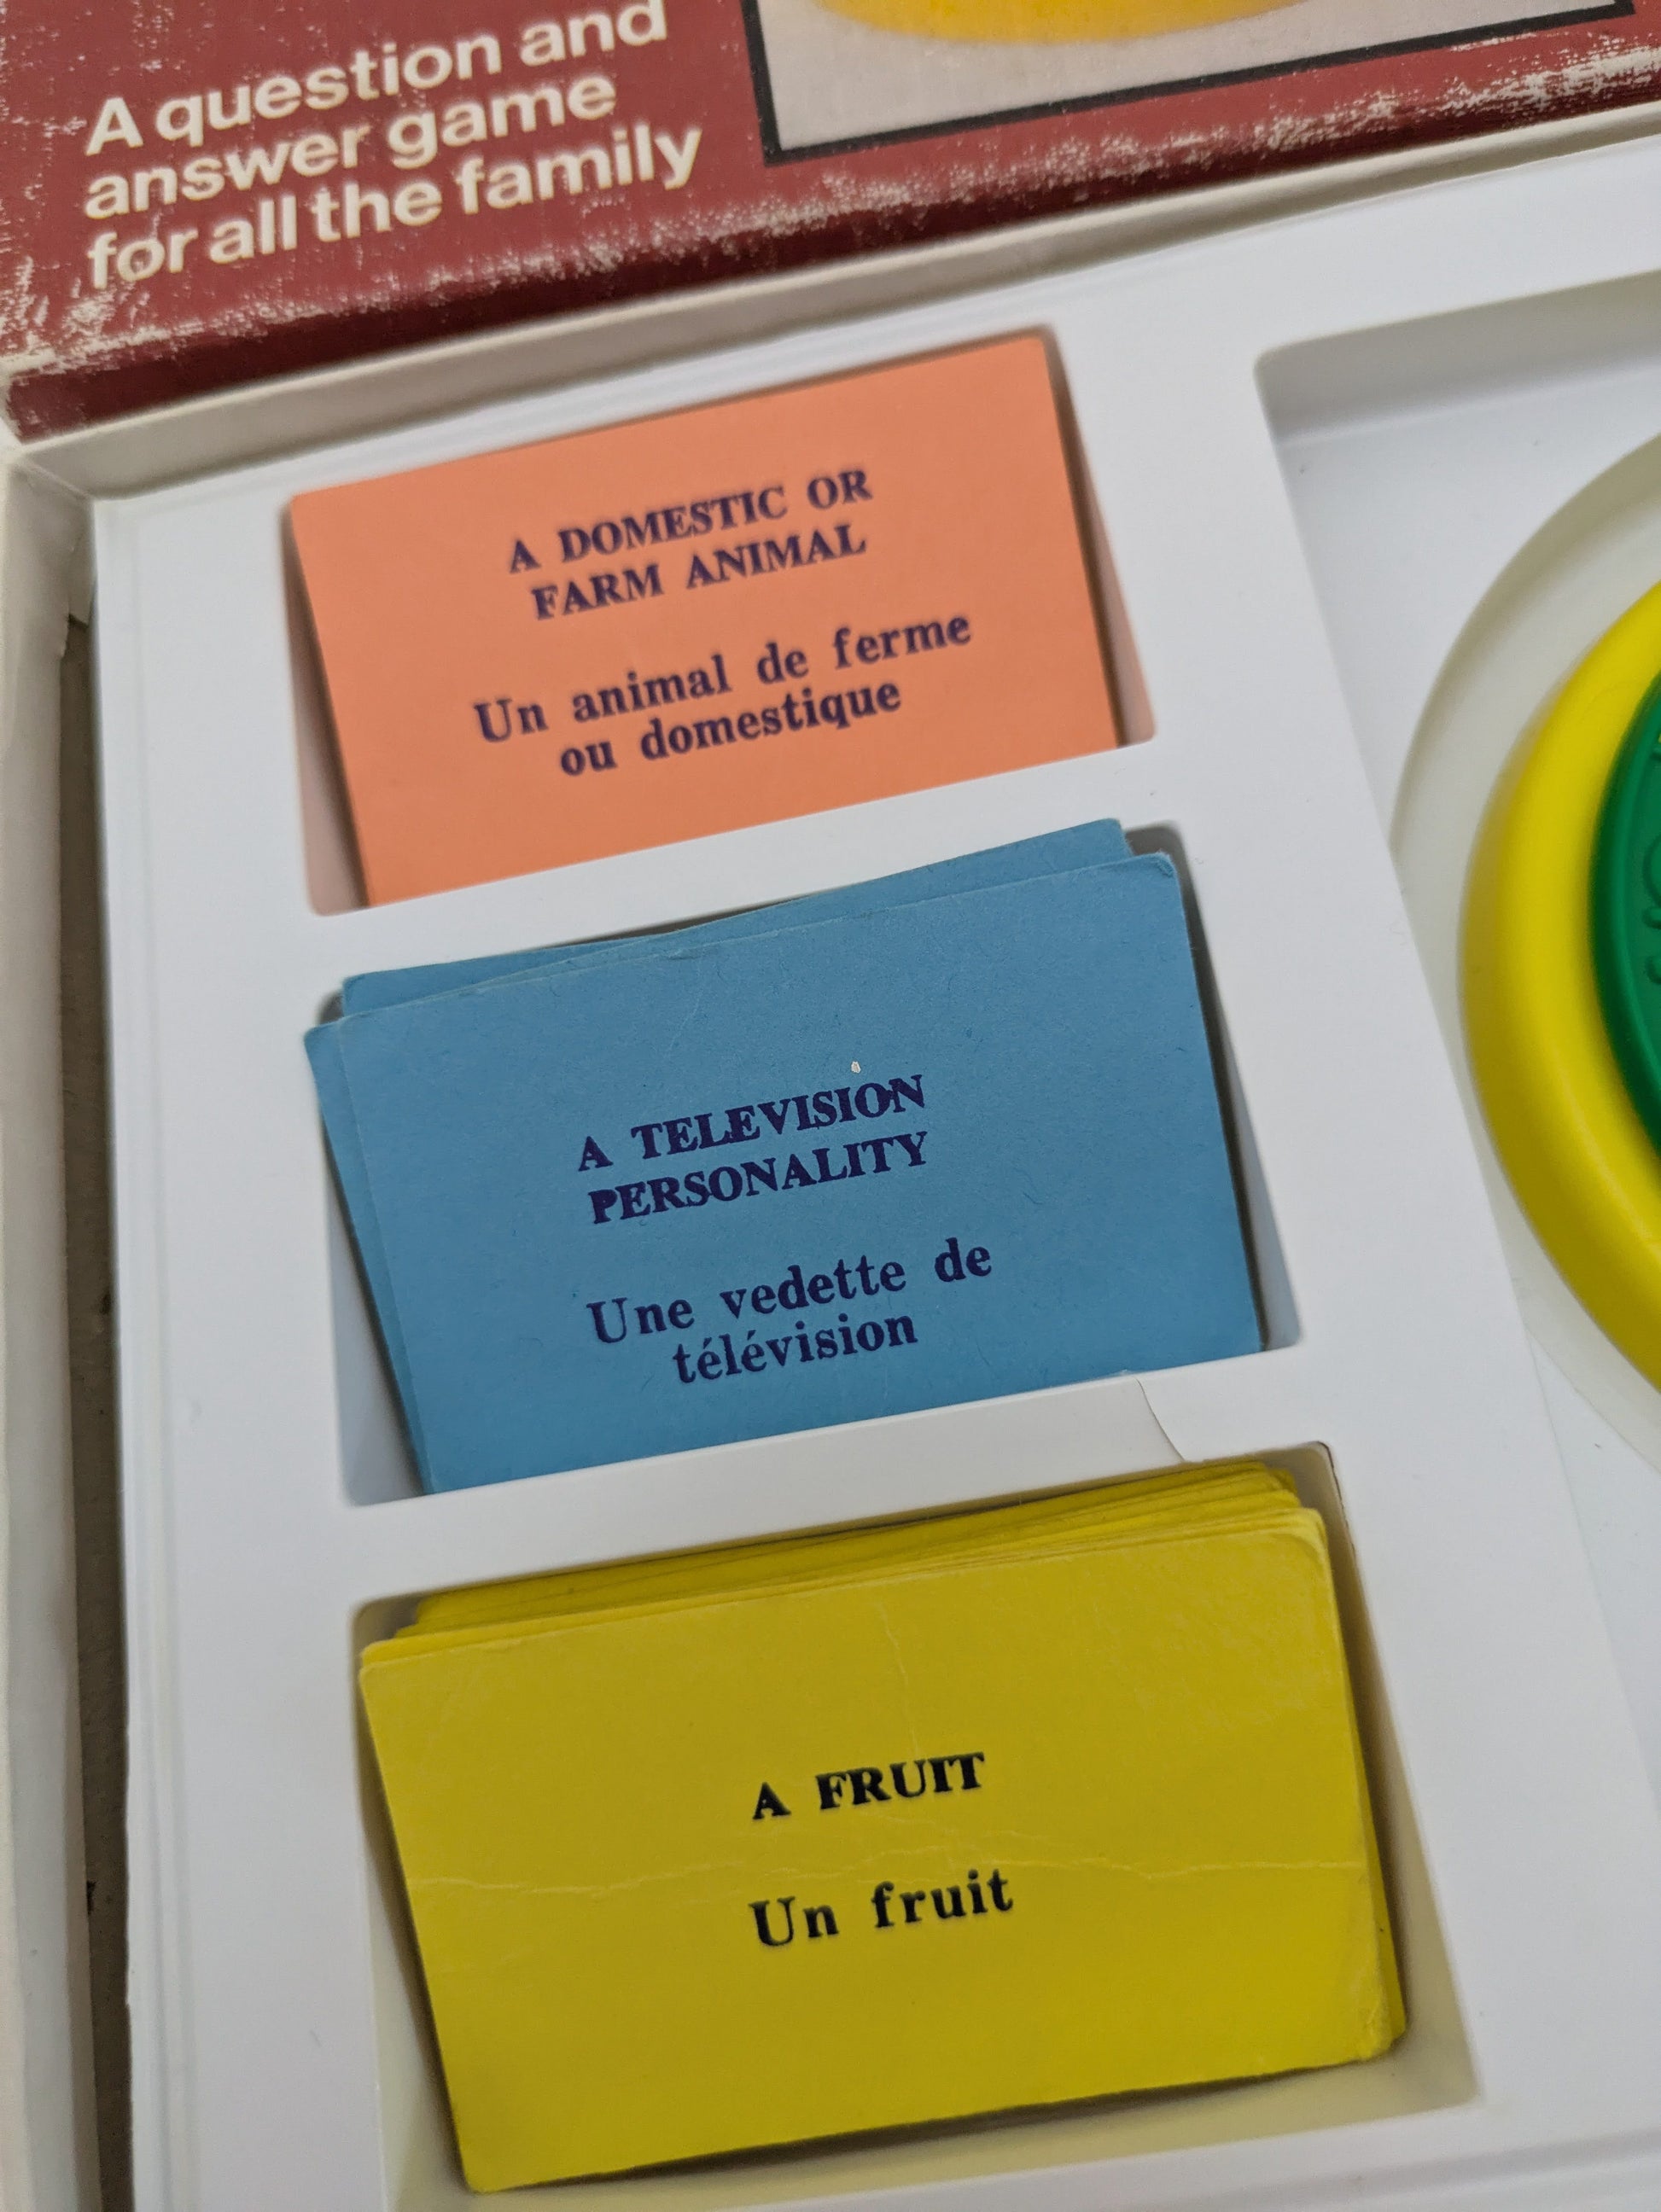 A question and
answer game
for all the family
A DOMESTIC OR
FARM ANIMAL
Un animal de ferme
ou domestique
A TELEVISION
PERSONALITY
Une vedette de
télévision
A FRUIT
Un fruit